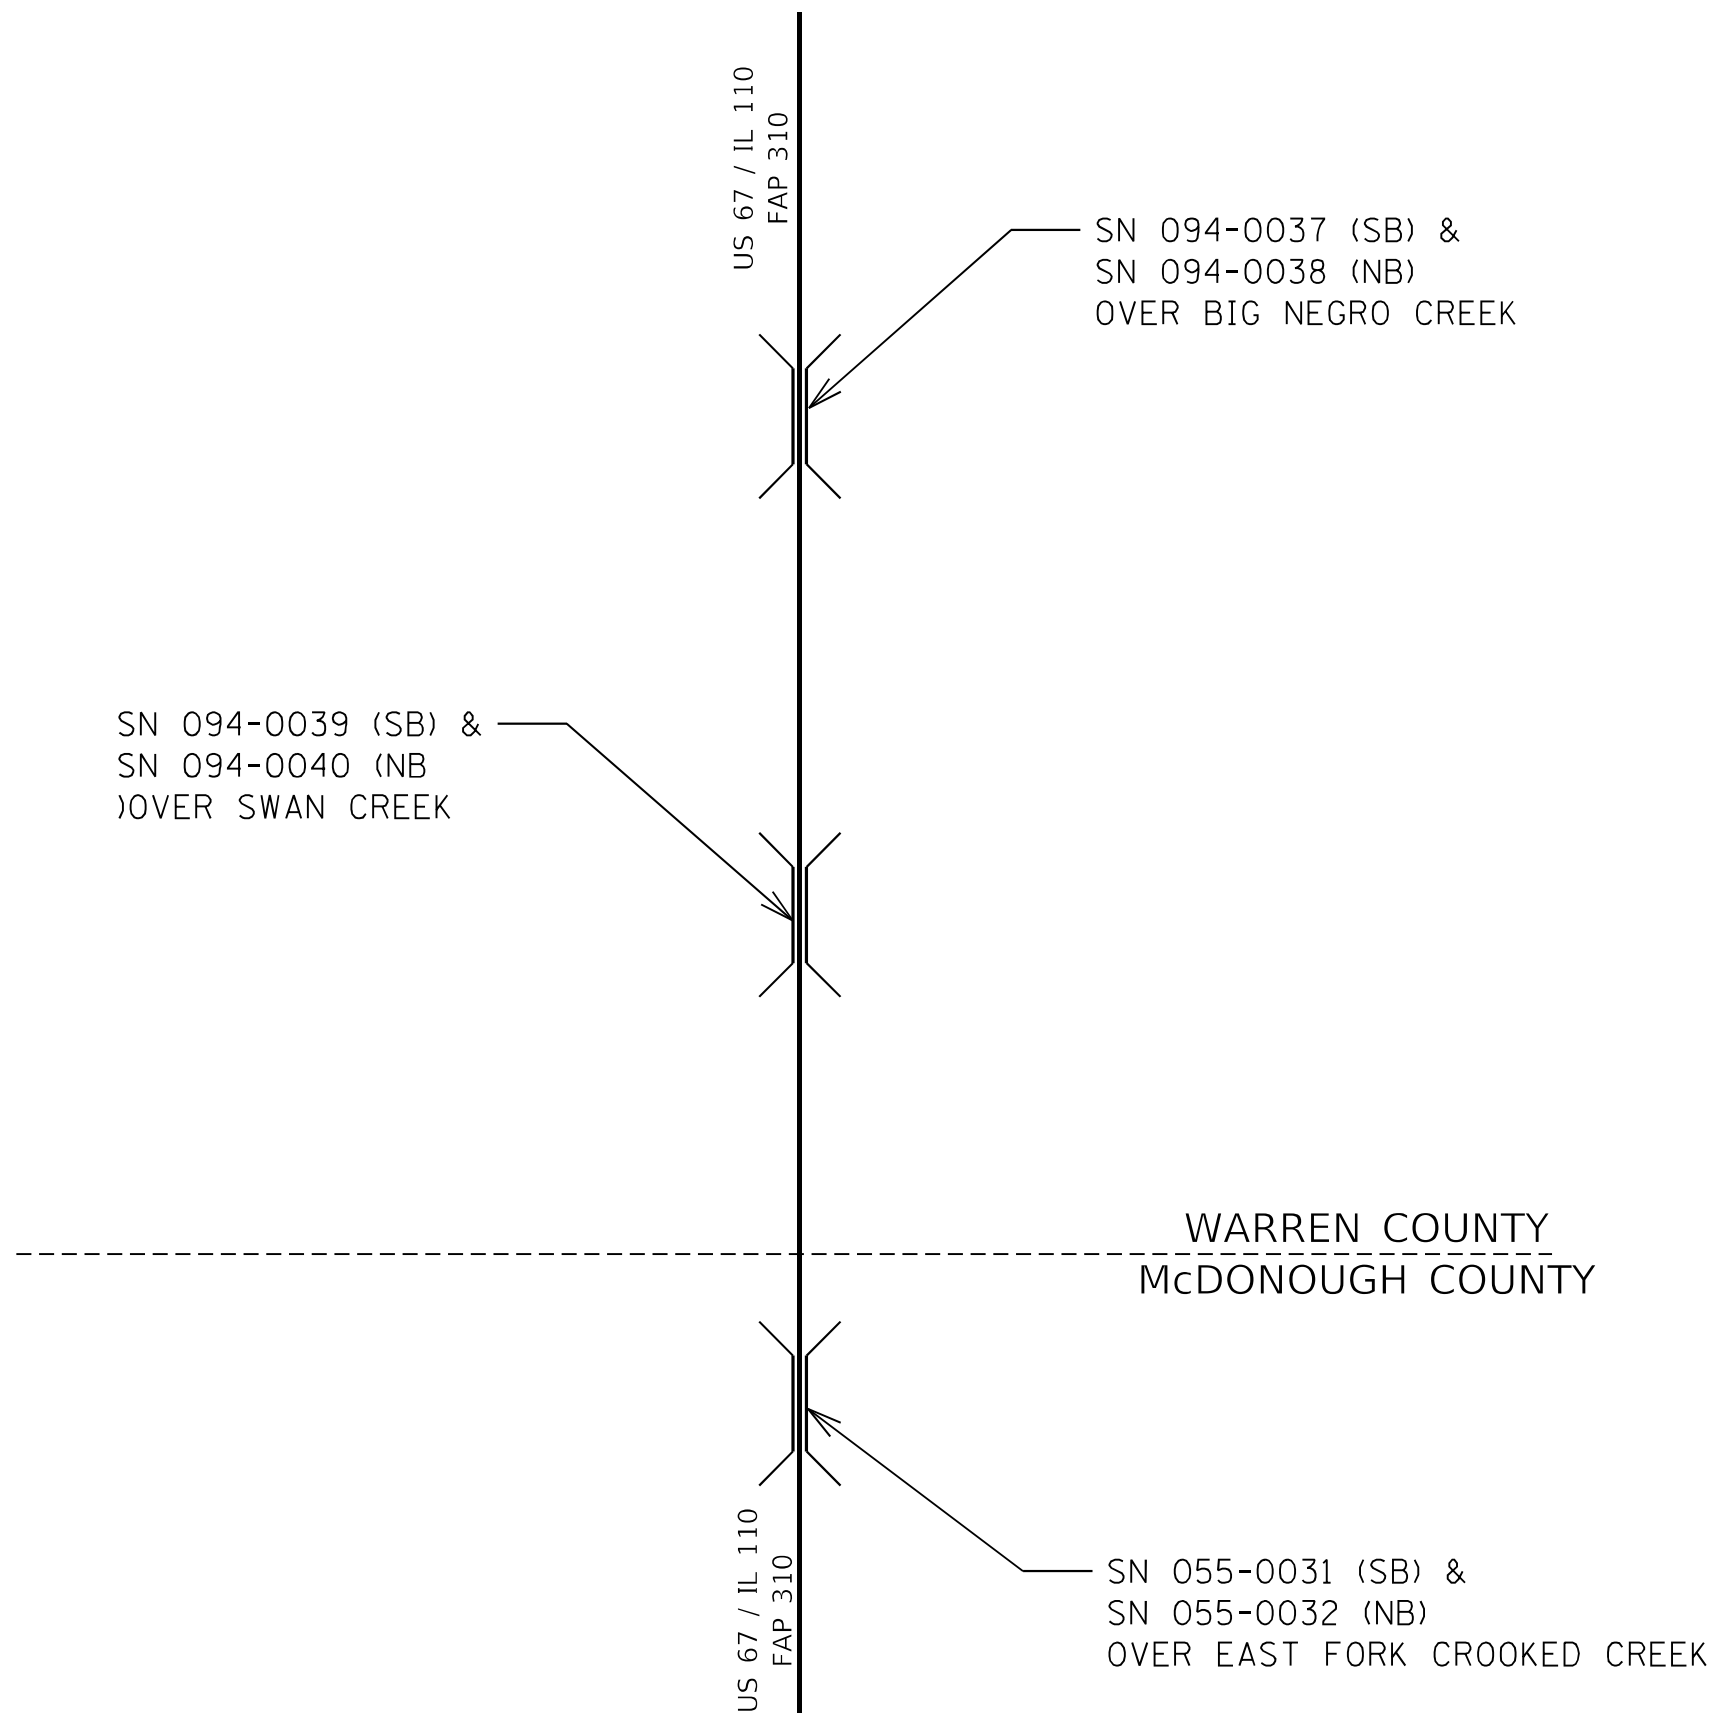 US 67 / IL 110
FAP 310
SN 094-0037 (SB) &
SN 094-0038 (NB)
OVER BIG NEGRO CREEK
SN 094-0039 (SB) &
SN 094-0040 (NB
)OVER SWAN CREEK
WARREN COUNTY
McDONOUGH COUNTY
US 67 / IL 110
FAP 310
SN 055-0031 (SB) &
SN 055-0032 (NB)
OVER EAST FORK CROOKED CREEK